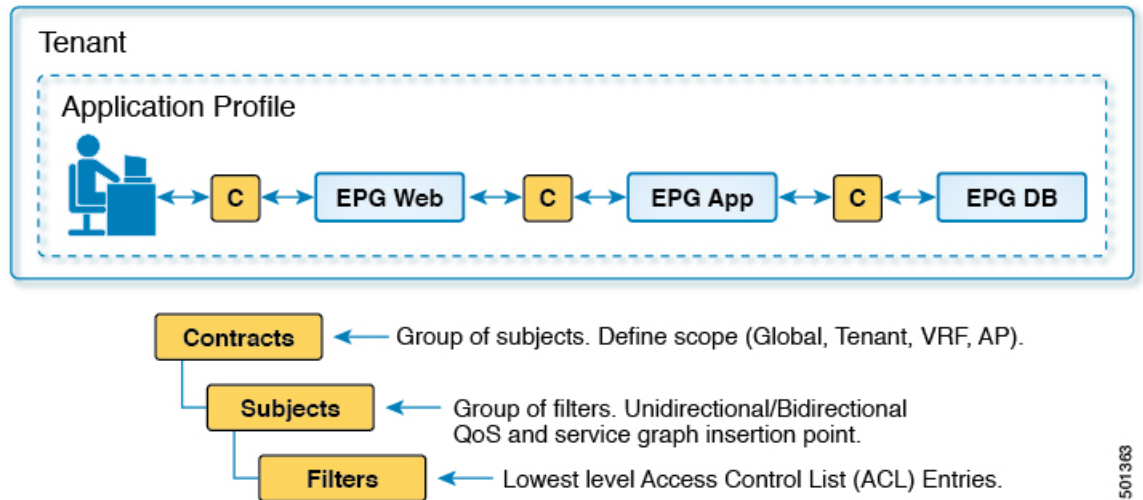 Tenant
Application Profile
C
EPG Web
C
EPG App
C
EPG DB
Contracts
Group of subjects. Define scope (Global, Tenant, VRF, AP).
Subjects
Group of filters. Unidirectional/Bidirectional
QoS and service graph insertion point.
Filters
Lowest level Access Control List (ACL) Entries.
501363